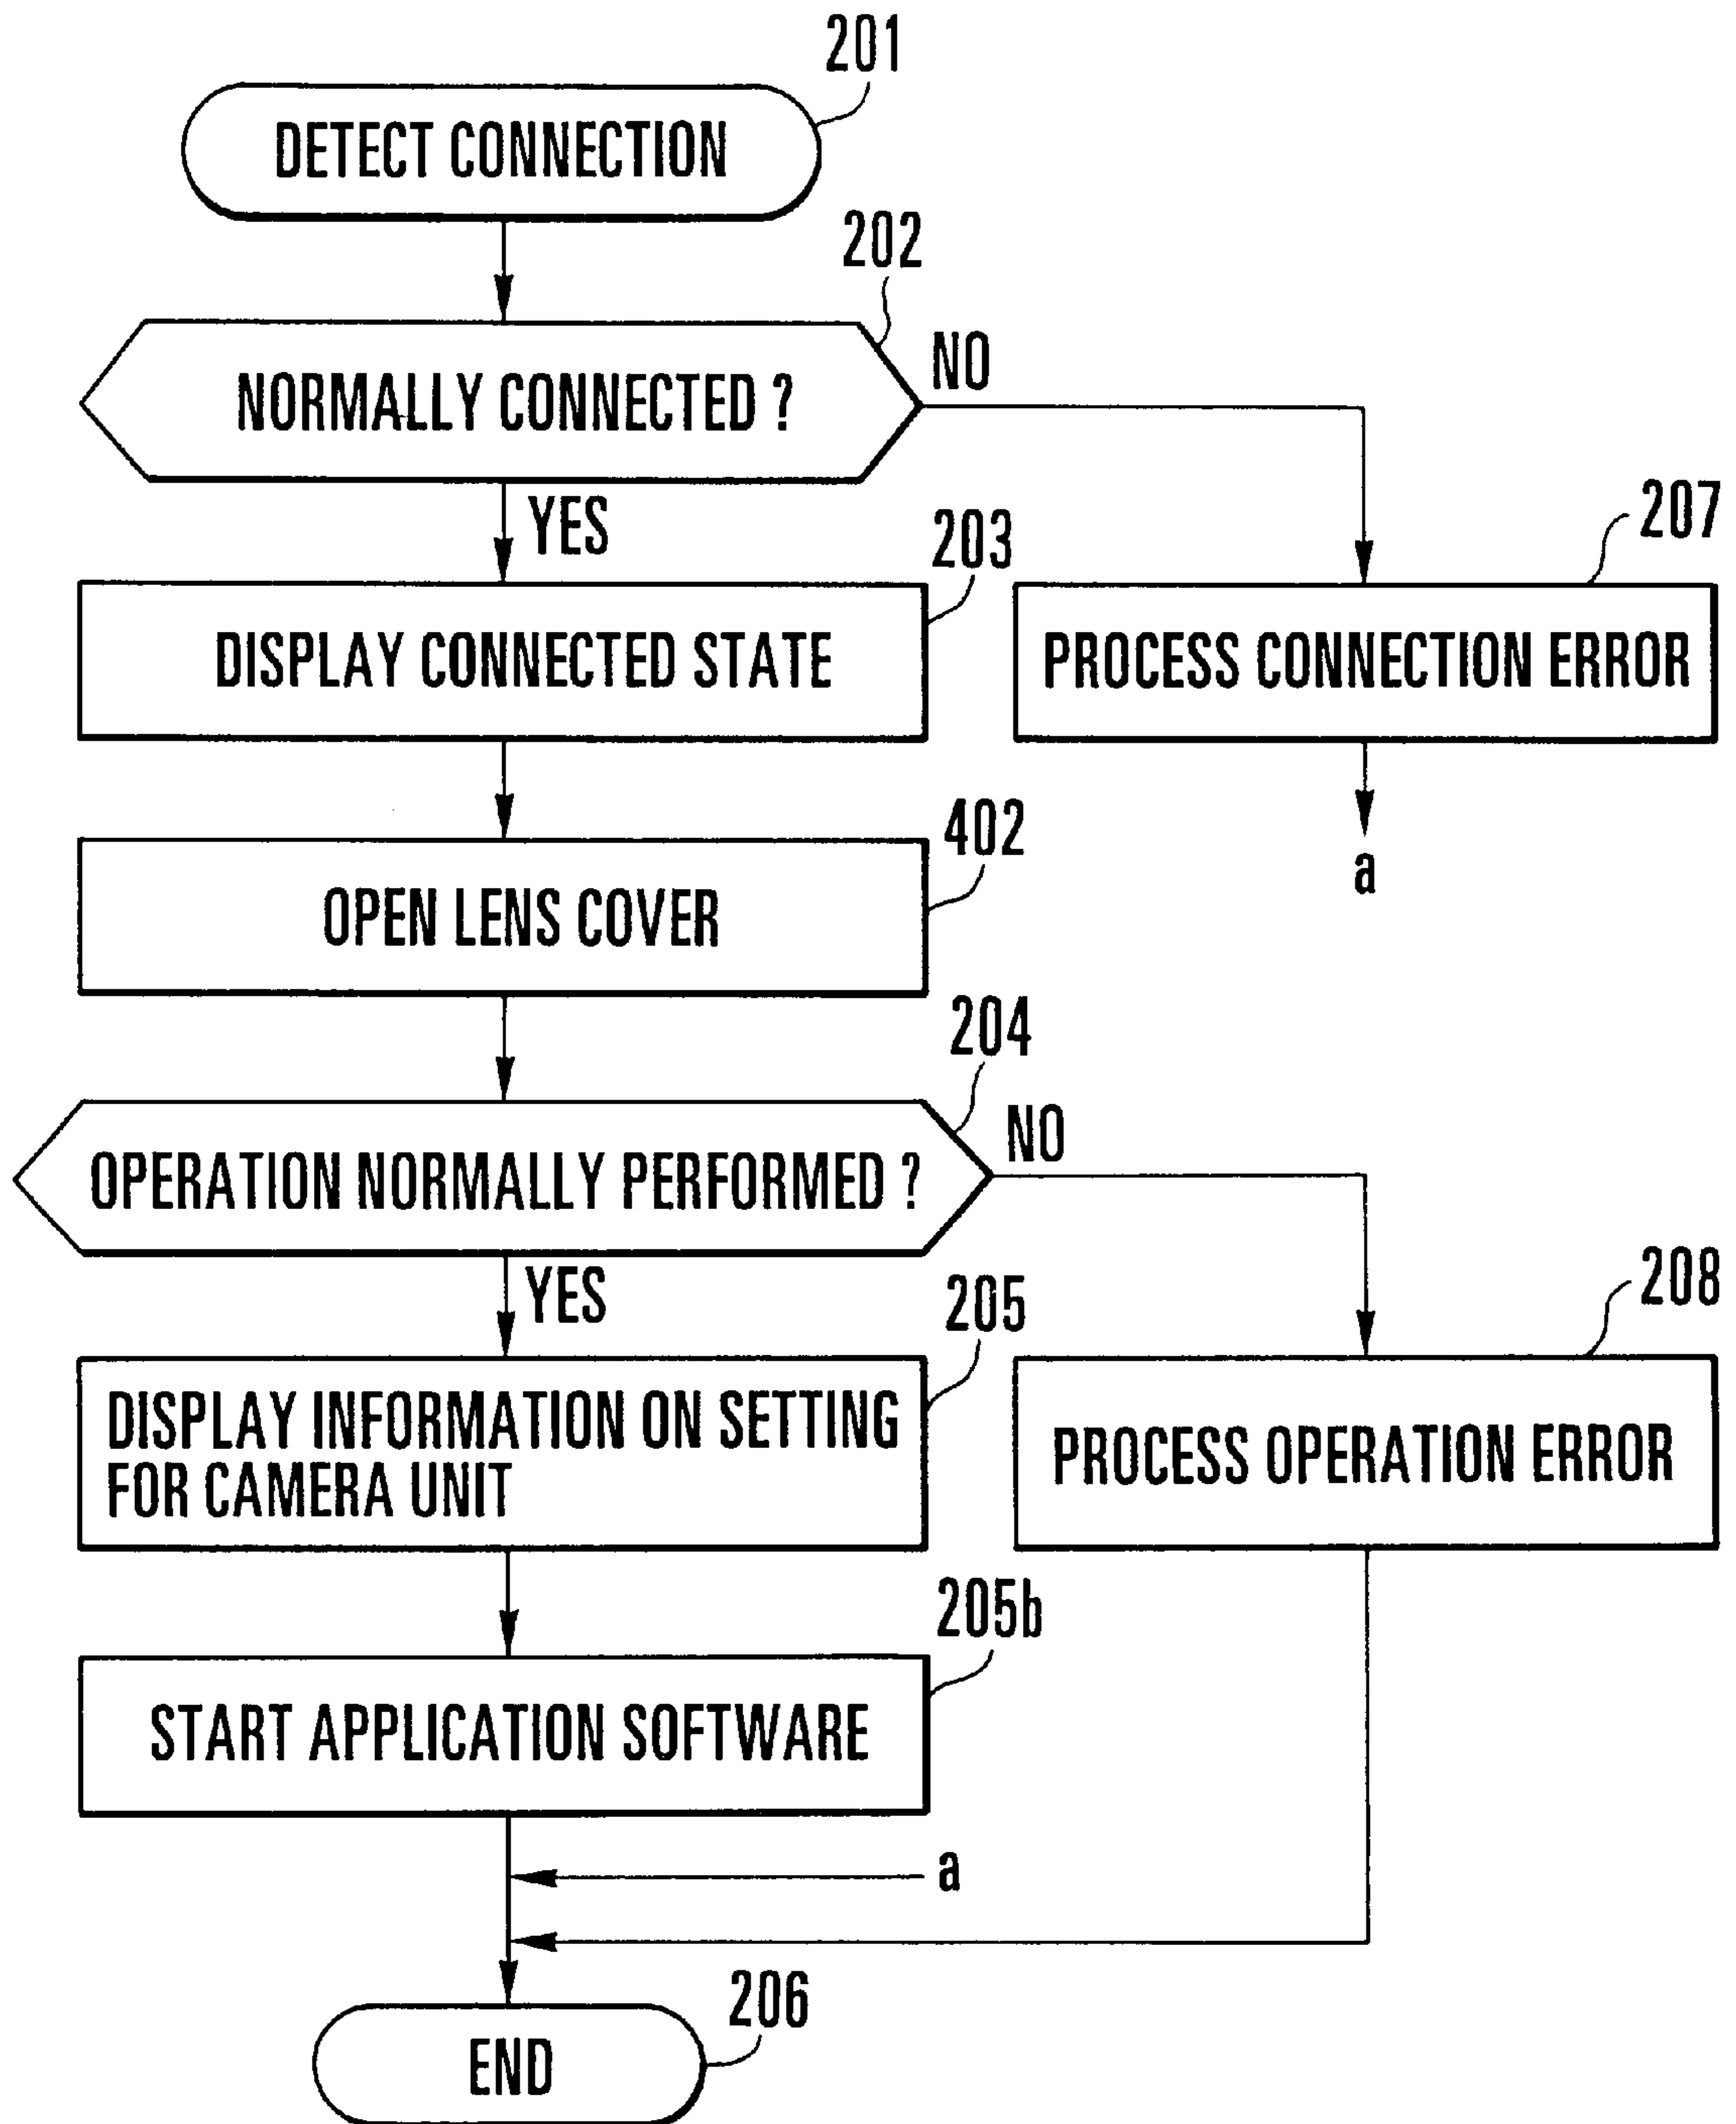 201
DETECT CONNECTION
202
NORMALLY CONNECTED ?
NO
YES
203
207
DISPLAY CONNECTED STATE
PROCESS CONNECTION ERROR
402
a
OPEN LENS COVER
204
OPERATION NORMALLY PERFORMED ?
NO
YES
205
208
DISPLAY INFORMATION ON SETTING
FOR CAMERA UNIT
PROCESS OPERATION ERROR
205b
START APPLICATION SOFTWARE
a
206
END